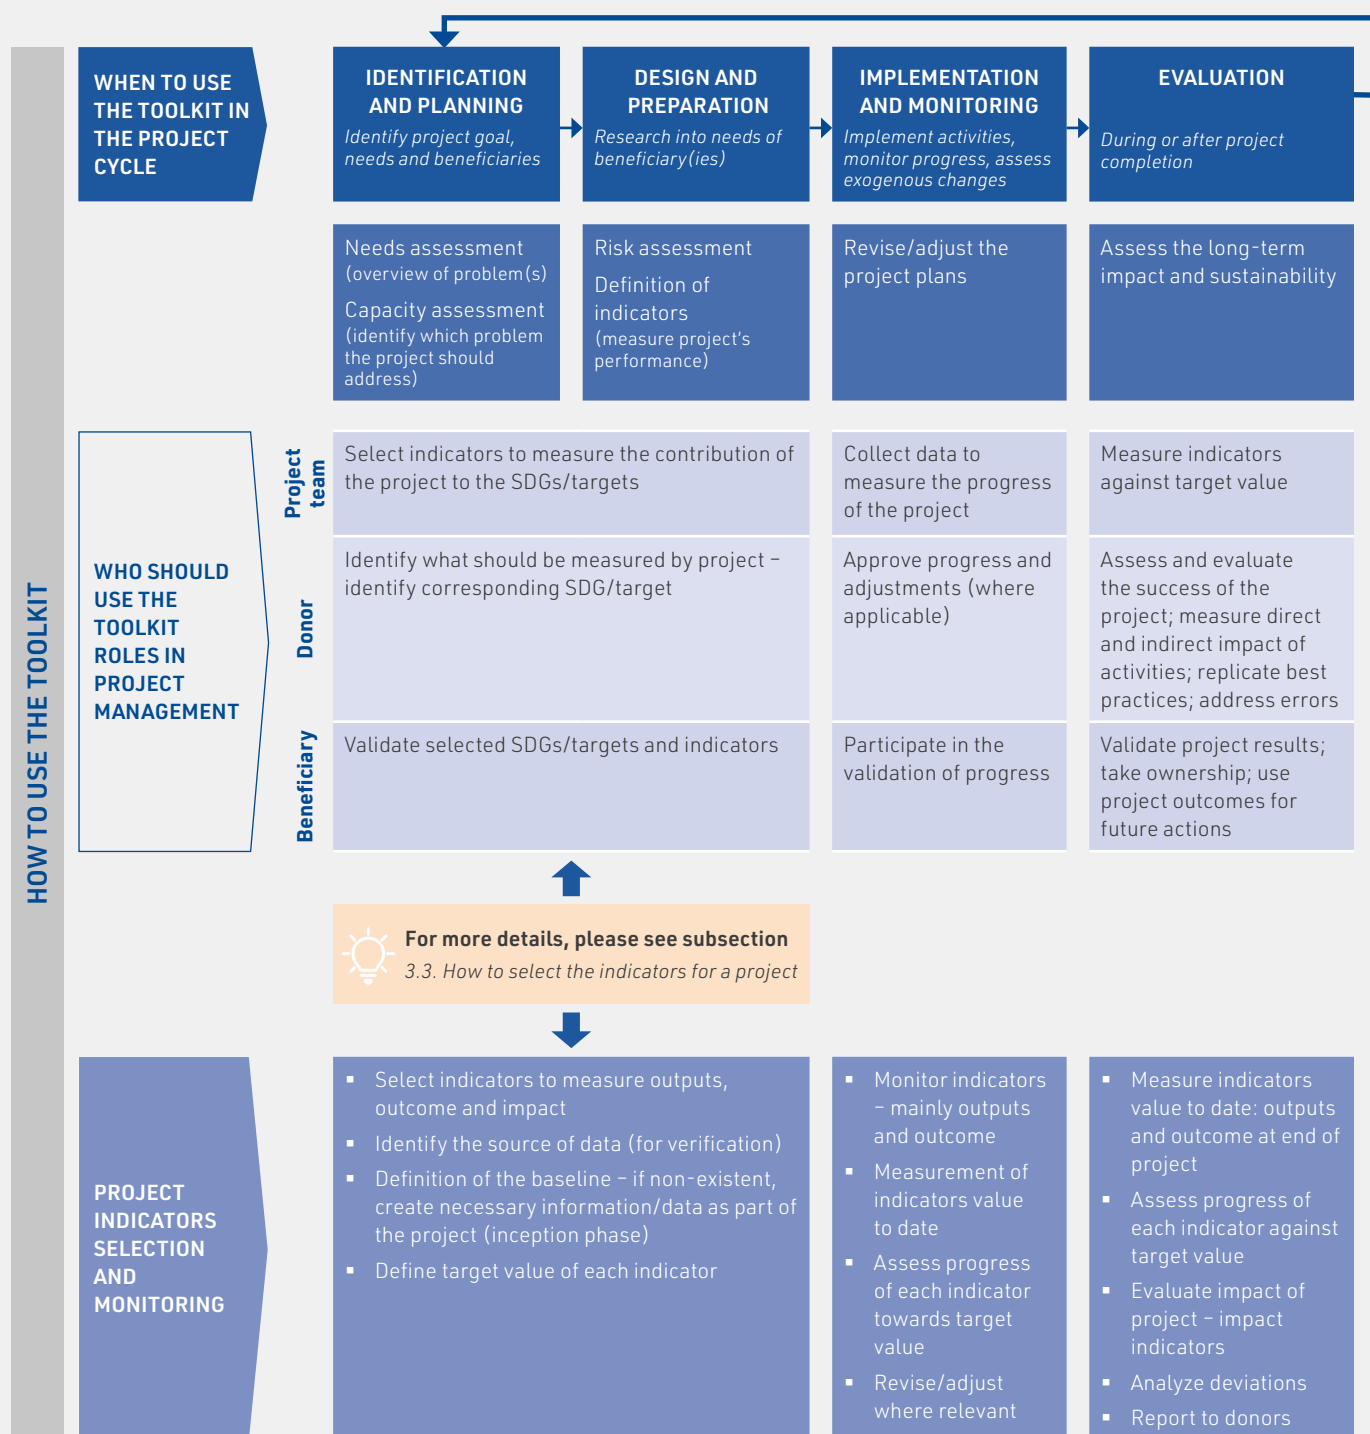 HOW TO USE THE TOOLKIT
WHEN TO USE
THE TOOLKIT IN
THE PROJECT
CYCLE
IDENTIFICATION
AND PLANNING
Identify project goal,
needs and beneficiaries
DESIGN AND
PREPARATION
Research into needs of
beneficiary(ies)
IMPLEMENTATION
AND MONITORING
Implement activities,
monitor progress, assess
exogenous changes
EVALUATION
During or after project
completion
Needs assessment
(overview of problem(s)
Capacity assessment
(identify which problem
the project should
address)
Risk assessment
Definition of
indicators
(measure project's
performance)
Revise/adjust the
project plans
Assess the long-term
impact and sustainability
WHO SHOULD
USE THE
TOOLKIT
ROLES IN
PROJECT
MANAGEMENT
Project
team
Select indicators to measure the contribution of
the project to the SDGs/targets
Collect data to
measure the progress
of the project
Measure indicators
against target value
Donor
Identify what should be measured by project –
identify corresponding SDG/target
Approve progress and
adjustments (where
applicable)
Assess and evaluate
the success of the
project; measure direct
and indirect impact of
activities; replicate best
practices; address errors
Beneficiary
Validate selected SDGs/targets and indicators
Participate in the
validation of progress
Validate project results;
take ownership; use
project outcomes for
future actions
For more details, please see subsection
3.3. How to select the indicators for a project
PROJECT
INDICATORS
SELECTION
AND
MONITORING
▪ Select indicators to measure outputs,
outcome and impact
▪ Identify the source of data (for verification)
▪ Definition of the baseline – if non-existent,
create necessary information/data as part of
the project (inception phase)
▪ Define target value of each indicator
▪ Monitor indicators
– mainly outputs
and outcome
▪ Measurement of
indicators value
to date
▪ Assess progress
of each indicator
towards target
value
▪ Revise/adjust
where relevant
▪ Measure indicators
value to date: outputs
and outcome at end of
project
▪ Assess progress of
each indicator against
target value
▪ Evaluate impact of
project – impact
indicators
▪ Analyze deviations
▪ Report to donors